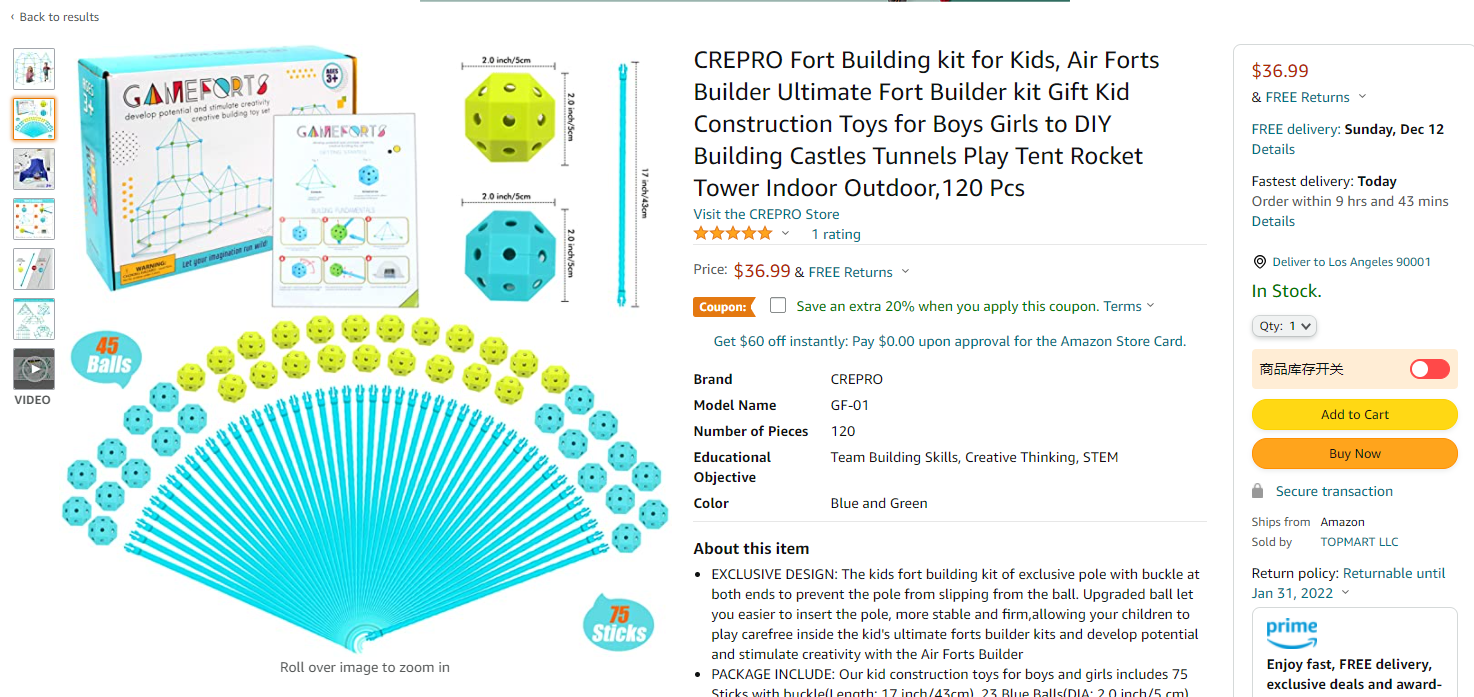 ‹ Back to results
VIDEO
AGES
3+
AGES
3+
GAMEFORTS
develop potential and stimulate creativity
creative building toy set
WARNING:
Let your imagination run wild!
GAMEFORTS
BUILDING FUNDAMENTALS
2.0 inch/5cm
2.0 inch/5cm
2.0 inch/5cm
2.0 inch/5cm
17 inch/43cm
45
Balls
75
Sticks
Roll over image to zoom in
CREPRO Fort Building kit for Kids, Air Forts
Builder Ultimate Fort Builder kit Gift Kid
Construction Toys for Boys Girls to DIY
Building Castles Tunnels Play Tent Rocket
Tower Indoor Outdoor,120 Pcs
Visit the CREPRO Store
1 rating
Price: $36.99 & FREE Returns
Coupon: Save an extra 20% when you apply this coupon. Terms
Get $60 off instantly: Pay $0.00 upon approval for the Amazon Store Card.
Brand CREPRO
Model Name GF-01
Number of Pieces 120
Educational Team Building Skills, Creative Thinking, STEM
Objective
Color Blue and Green
About this item
• EXCLUSIVE DESIGN: The kids fort building kit of exclusive pole with buckle at
both ends to prevent the pole from slipping from the ball. Upgraded ball let
you easier to insert the pole, more stable and firm,allowing your children to
play carefree inside the kid's ultimate forts builder kits and develop potential
and stimulate creativity with the Air Forts Builder
• PACKAGE INCLUDE: Our kid construction toys for boys and girls includes 75
Sticks with buckle(Length: 17 inch/43cm), 23 Blue Balls(DIA: 2.0 inch/5 cm),
$36.99
& FREE Returns
FREE delivery: Sunday, Dec 12
Details
Fastest delivery: Today
Order within 9 hrs and 43 mins
Details
Deliver to Los Angeles 90001
In Stock.
Qty: 1
商品库存开关
Add to Cart
Buy Now
Secure transaction
Ships from Amazon
Sold by TOPMART LLC
Return policy: Returnable until
Jan 31, 2022
prime
Enjoy fast, FREE delivery,
exclusive deals and award-